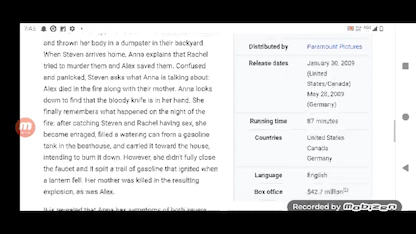 7:45
and thrown her body in a dumpster in their backyard
When Steven arrives home, Anna explains that Rachel
tried to murder them and Alex saved them. Confused
and panicked, Steven asks what Anna is talking about:
Alex died in the fire along with their mother. Anna looks
down to find that the bloody knife is in her hand. She
finally remembers what happened on the night of the
fire: after catching Steven and Rachel having sex, she
became enraged, filled a watering can from a gasoline
tank in the boathouse, and carried it toward the house,
intending to burn it down. However, she didn't fully close
the faucet and it spilt a trail of gasoline that ignited when
a lantern fell. Her mother was killed in the resulting
explosion, as was Alex.
It is revealed that Anna has symptoms of both severe
Distributed by Paramount Pictures
Release dates January 30, 2009
(United
States/Canada)
May 28, 2009
(Germany)
Running time 87 minutes
Countries United States
Canada
Germany
Language English
Box office $42.7 million[1]
Recorded by Mobizen